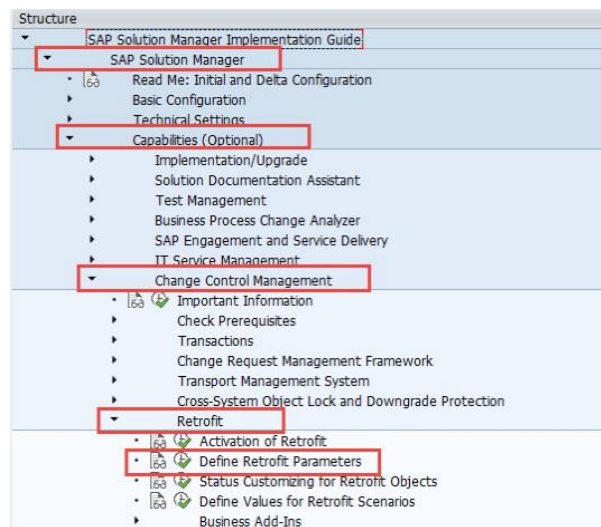 Structure
SAP Solution Manager Implementation Guide
SAP Solution Manager
Read Me: Initial and Delta Configuration
Basic Configuration
Technical Settings
Capabilities (Optional)
Implementation/Upgrade
Solution Documentation Assistant
Test Management
Business Process Change Analyzer
SAP Engagement and Service Delivery
IT Service Management
Change Control Management
Important Information
Check Prerequisites
Transactions
Change Request Management Framework
Transport Management System
Cross-System Object Lock and Downgrade Protection
Retrofit
Activation of Retrofit
Define Retrofit Parameters
Status Customizing for Retrofit Objects
Define Values for Retrofit Scenarios
Business Add-Ins